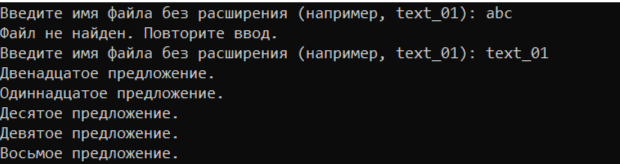 Введите имя файла без расширения (например, text_01): abc
Файл не найден. Повторите ввод.
Введите имя файла без расширения (например, text_01): text_01
Двенадцатое предложение.
Одиннадцатое предложение.
Десятое предложение.
Девятое предложение.
Восьмое предложение.